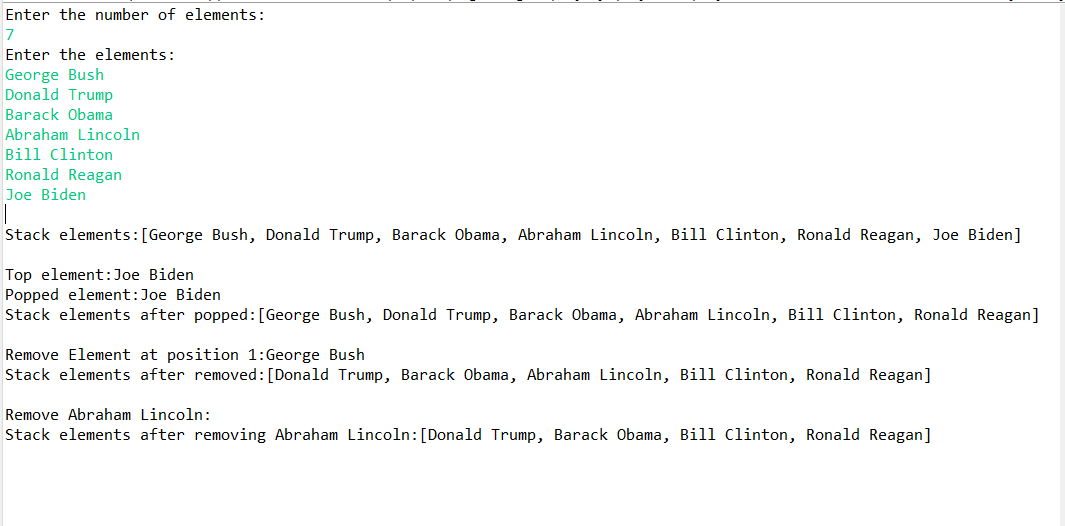 Enter the number of elements:
7
Enter the elements:
George Bush
Donald Trump
Barack Obama
Abraham Lincoln
Bill Clinton
Ronald Reagan
Joe Biden
Stack elements:[George Bush, Donald Trump, Barack Obama, Abraham Lincoln, Bill Clinton, Ronald Reagan, Joe Biden]
Top element:Joe Biden
Popped element:Joe Biden
Stack elements after popped:[George Bush, Donald Trump, Barack Obama, Abraham Lincoln, Bill Clinton, Ronald Reagan]
Remove Element at position 1:George Bush
Stack elements after removed:[Donald Trump, Barack Obama, Abraham Lincoln, Bill Clinton, Ronald Reagan]
Remove Abraham Lincoln:
Stack elements after removing Abraham Lincoln:[Donald Trump, Barack Obama, Bill Clinton, Ronald Reagan]